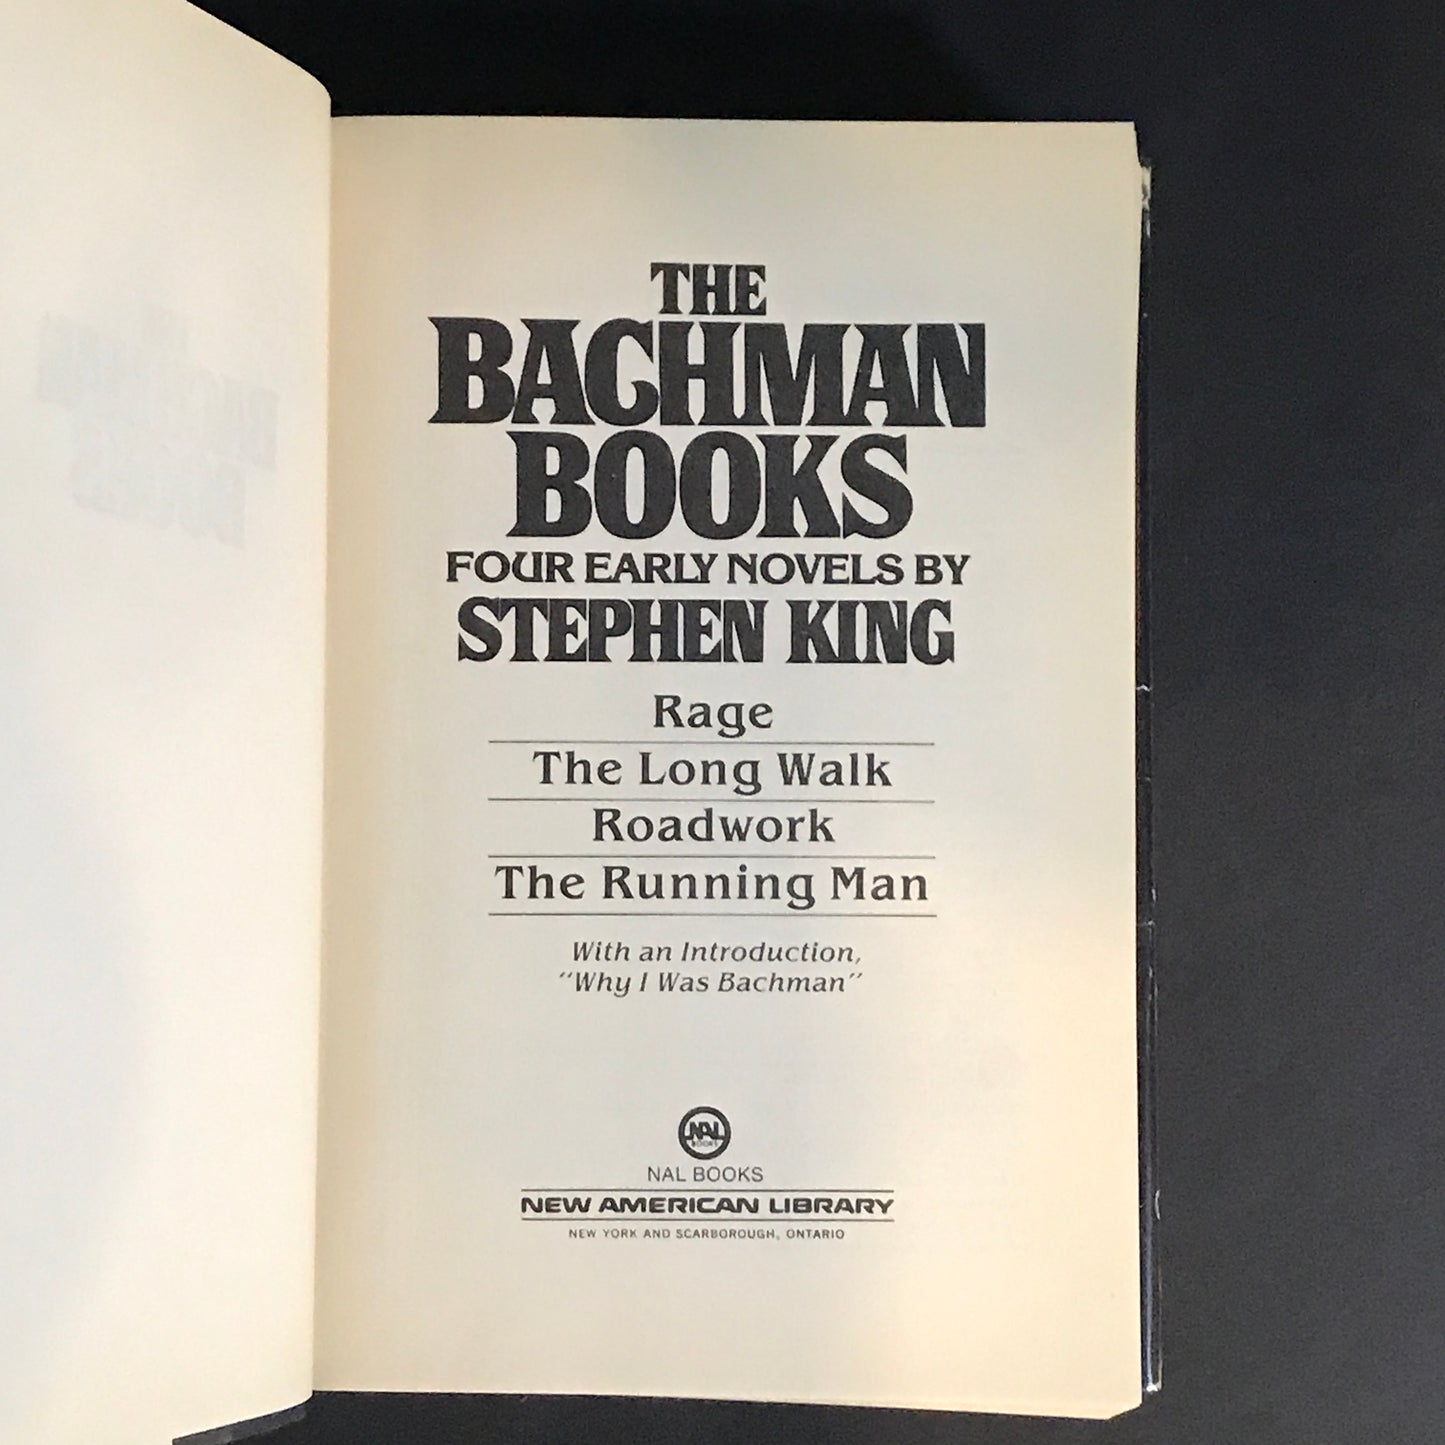 THE
BACHMAN
BOOKS
FOUR EARLY NOVELS BY
STEPHEN KING
Rage
The Long Walk
Roadwork
The Running Man
With an Introduction,
"Why I Was Bachman"
NAL
BOOKS
NAL BOOKS
NEW AMERICAN LIBRARY
NEW YORK AND SCARBOROUGH, ONTARIO